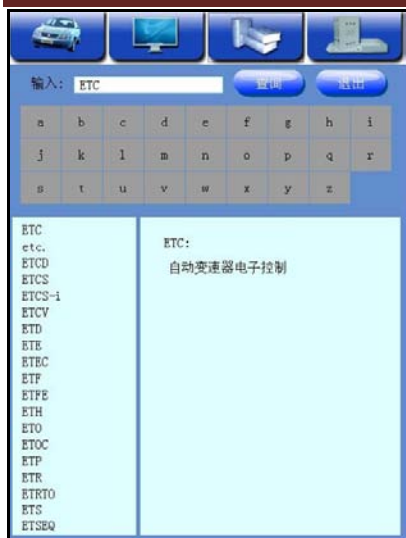 输入: ETC 查询 退出
a b c d e f g h i
j k l m n o p q r
s t u v w x y z
ETC
etc.
ETCD
ETCS
ETCS-i
ETCV
ETD
ETE
ETEC
ETF
ETFE
ETH
ETO
ETOC
ETP
ETR
ETRTO
ETS
ETSEQ
ETC:
自动变速器电子控制